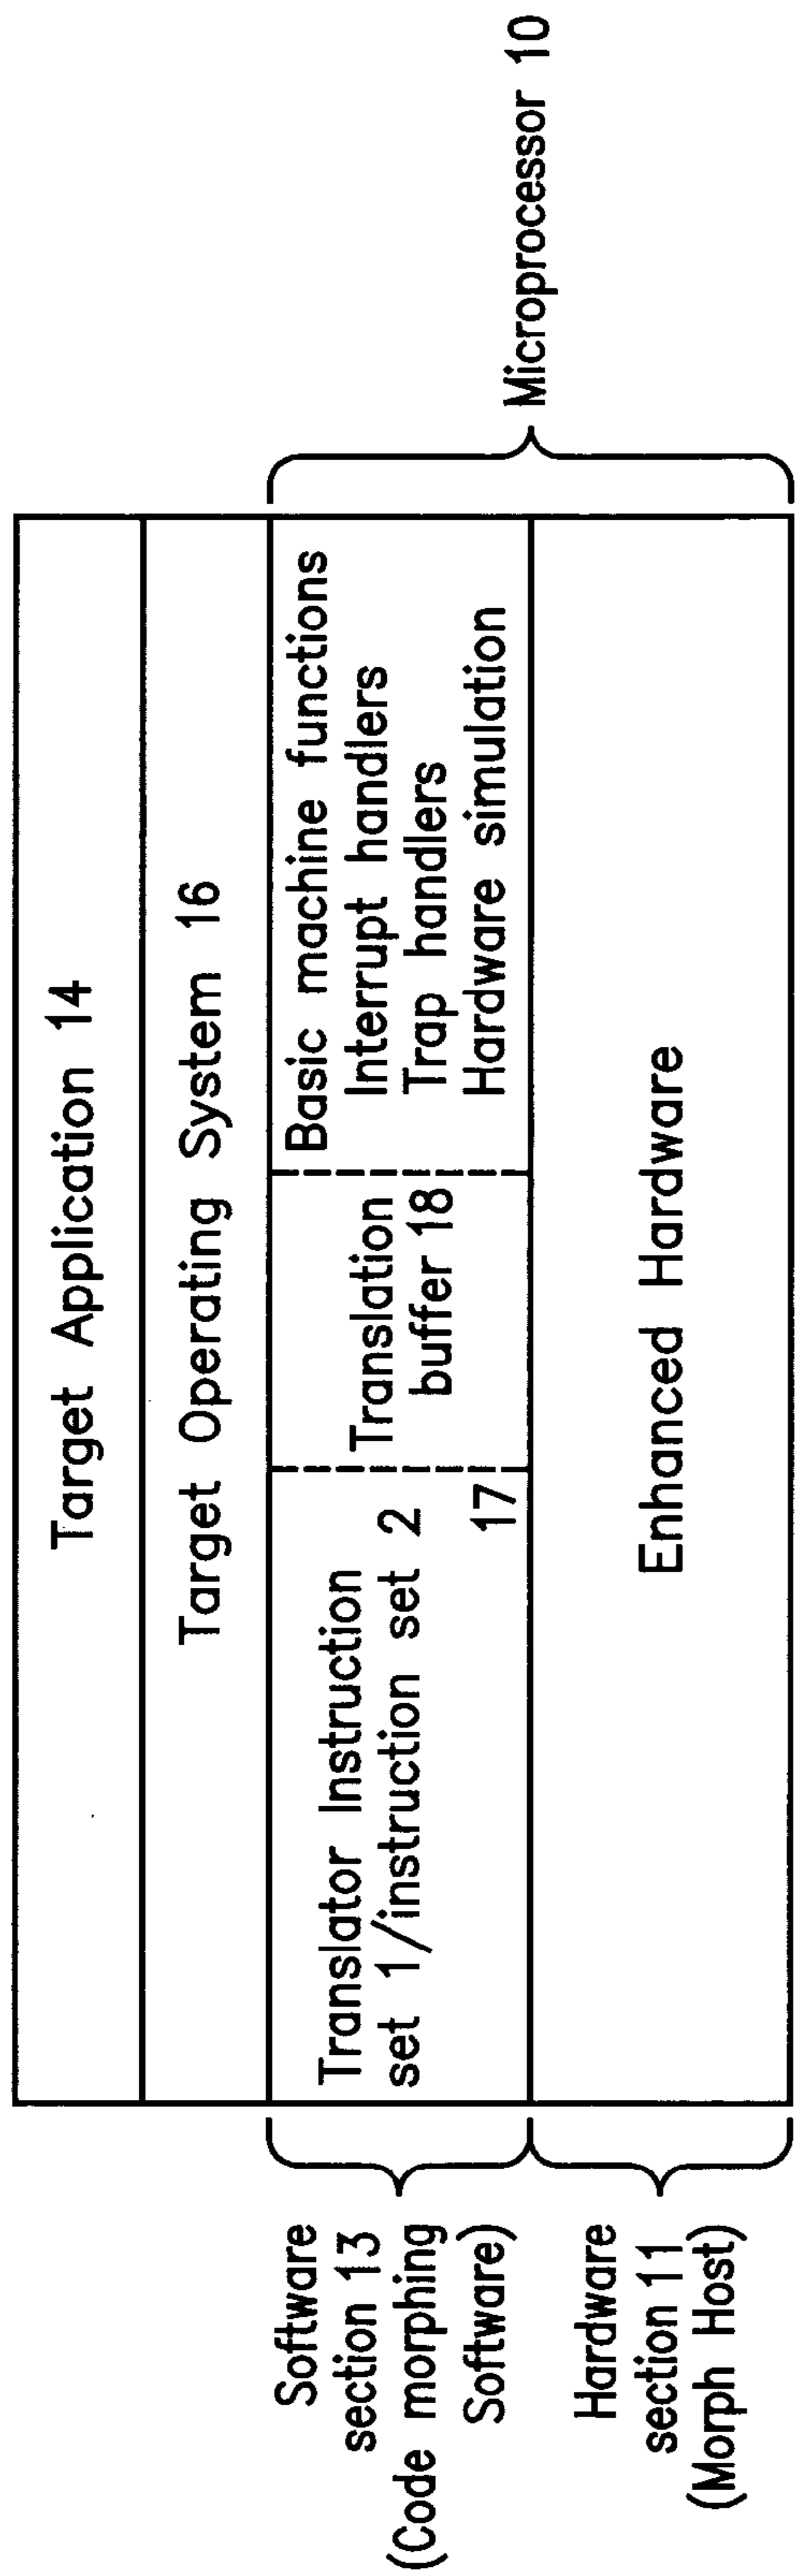 Target Application 14
Target Operating System 16
Software
section 13
(Code morphing
Software)
Translator Instruction
set 1/instruction set 2
17
Translation
buffer 18
Basic machine functions
Interrupt handlers
Trap handlers
Hardware simulation
Microprocessor 10
Hardware
section 11
(Morph Host)
Enhanced Hardware